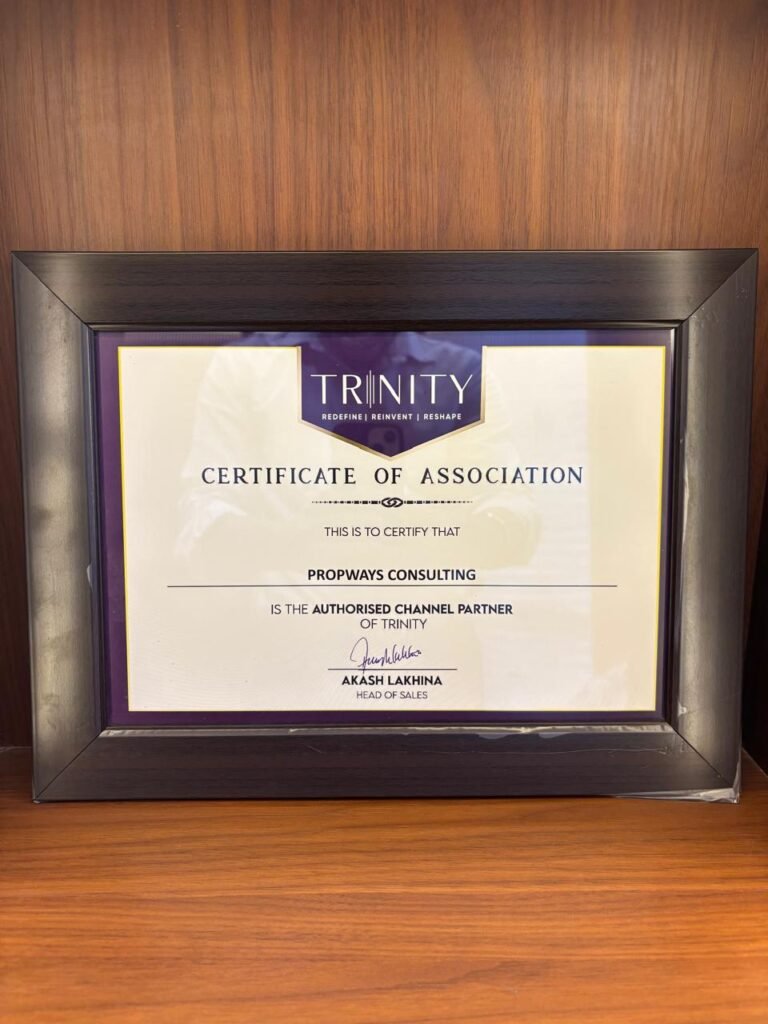 TRINITY
REDEFINE | REINVENT | RESHAPE
CERTIFICATE OF ASSOCIATION
THIS IS TO CERTIFY THAT
PROPWAYS CONSULTING
IS THE AUTHORISED CHANNEL PARTNER
OF TRINITY
AKASH LAKHINA
HEAD OF SALES